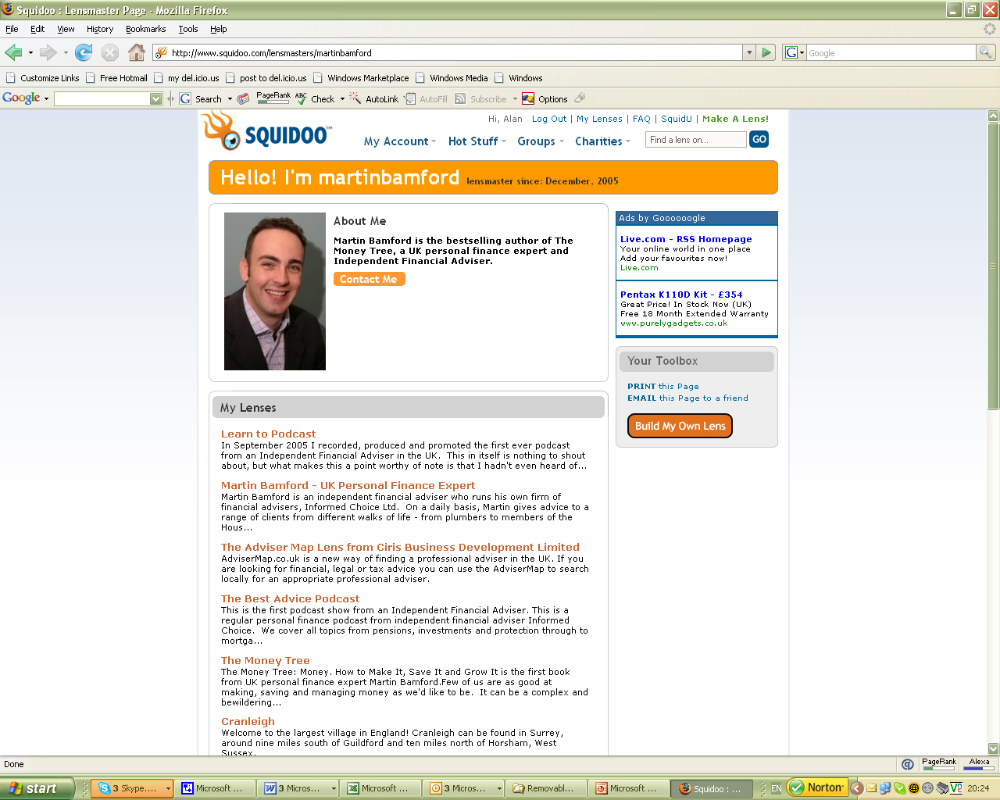 Squidoo : Lensmaster Page - Mozilla Firefox
File Edit View History Bookmarks Tools Help
http://www.squidoo.com/lensmasters/martinbamford
Google
Customize Links Free Hotmail my del.icio.us post to del.icio.us Windows Marketplace Windows Media Windows
Google Search PageRank Check AutoLink AutoFill Subscribe Options
Hi, Alan Log Out | My Lenses | FAQ | SquidU | Make A Lens!
SQUIDOO™
My Account Hot Stuff Groups Charities Find a lens on... GO
Hello! I'm martinbamford lensmaster since: December, 2005
About Me
Martin Bamford is the bestselling author of The
Money Tree, a UK personal finance expert and
Independent Financial Adviser.
Contact Me
Ads by Goooooogle
Live.com - RSS Homepage
Your online world in one place
Add your favourites now!
Live.com
Pentax K110D Kit - £354
Great Price! In Stock Now (UK)
Free 18 Month Extended Warranty
www.purelygadgets.co.uk
Your Toolbox
PRINT this Page
EMAIL this Page to a friend
Build My Own Lens
My Lenses
Learn to Podcast
In September 2005 I recorded, produced and promoted the first ever podcast
from an Independent Financial Adviser in the UK.  This in itself is nothing to shout
about, but what makes this a point worthy of note is that I hadn't even heard of...
Martin Bamford - UK Personal Finance Expert
Martin Bamford is an independent financial adviser who runs his own firm of
financial advisers, Informed Choice Ltd.  On a daily basis, Martin gives advice to a
range of clients from different walks of life - from plumbers to members of the
Hous...
The Adviser Map Lens from Ciris Business Development Limited
AdviserMap.co.uk is a new way of finding a professional adviser in the UK. If you
are looking for financial, legal or tax advice you can use the AdviserMap to search
locally for an appropriate professional adviser.
The Best Advice Podcast
This is the first podcast show from an Independent Financial Adviser. This is a
regular personal finance podcast from independent financial adviser Informed
Choice.  We cover all topics from pensions, investments and protection through to
mortga...
The Money Tree
The Money Tree: Money. How to Make It, Save It and Grow It is the first book
from UK personal finance expert Martin Bamford.Few of us are as good at
making, saving and managing money as we'd like to be.  It can be a complex and
bewildering...
Cranleigh
Welcome to the largest village in England! Cranleigh can be found in Surrey,
around nine miles south of Guildford and ten miles north of Horsham, West
Sussex.
Done PageRank Alexa
start 3 Skype.... Microsoft ... 3 Micros... Microsoft ... 3 Micros... Removabl... Microsoft ... Squidoo : ... EN Norton 20:24